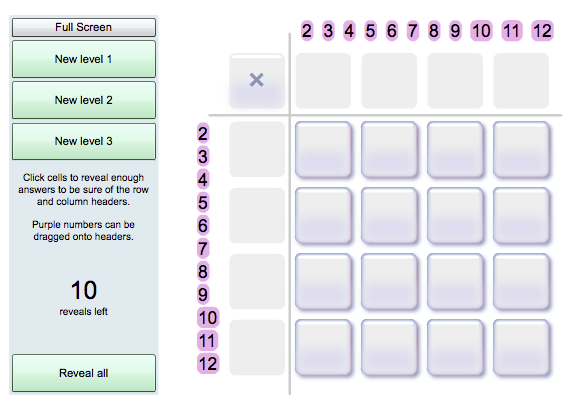 Full Screen
New level 1
New level 2
New level 3
Click cells to reveal enough
answers to be sure of the row
and column headers.
Purple numbers can be
dragged onto headers.
10
reveals left
Reveal all
2 3 4 5 6 7 8 9 10 11 12
×
2
3
4
5
6
7
8
9
10
11
12